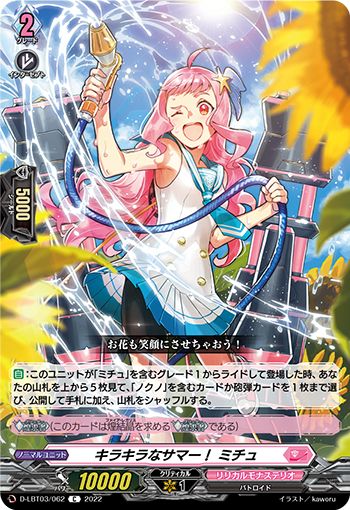 2
グレード
インターセプト
5000
シールド
お花も笑顔にさせちゃおう！
自:このユニットが「ミチュ」を含むグレード1からライドして登場した時、あな
たの山札を上から5枚見て、「ノクノ」を含むカードか砲弾カードを1枚まで選
び、公開して手札に加え、山札をシャッフルする。
(このカードは煌結晶を求める
ノーマルユニット
キラキラなサマー！ ミチュ
パワー 10000
クリティカル
1
リリカルモナステリオ
バトロイド
D-LBT03/062 C 2022
イラスト／kaworu